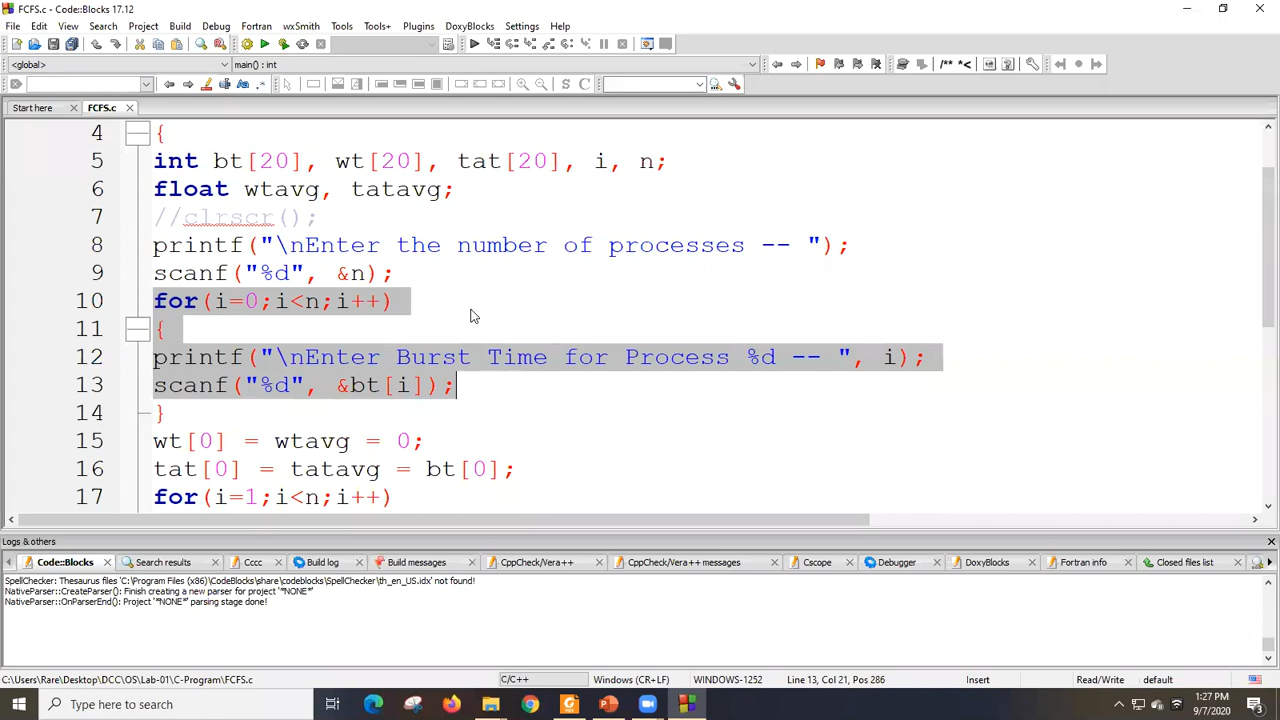 FCFS.c - Code::Blocks 17.12
File Edit View Search Project Build Debug Fortran wxSmith Tools Tools+ Plugins DoxyBlocks Settings Help
<global> main() : int
/** *<
S C
Start here FCFS.c
4 {
5 int bt[20], wt[20], tat[20], i, n;
6 float wtavg, tatavg;
7 //clrscr();
8 printf("\nEnter the number of processes -- ");
9 scanf("%d", &n);
10 for(i=0;i<n;i++)
11 {
12 printf("\nEnter Burst Time for Process %d -- ", i);
13 scanf("%d", &bt[i]);
14 }
15 wt[0] = wtavg = 0;
16 tat[0] = tatavg = bt[0];
17 for(i=1;i<n;i++)
Logs & others
Code::Blocks Search results Cccc Build log Build messages CppCheck/Vera++ CppCheck/Vera++ messages Cscope Debugger DoxyBlocks Fortran info Closed files list
SpellChecker: Thesaurus files 'C:\Program Files (x86)\CodeBlocks\share\codeblocks\SpellChecker\th_en_US.idx' not found!
NativeParser::CreateParser(): Finish creating a new parser for project '*NONE*'
NativeParser::OnParserEnd(): Project '*NONE*' parsing stage done!
C:\Users\Rare\Desktop\DCC\OS\Lab-01\C-Program\FCFS.c C/C++ Windows (CR+LF) WINDOWS-1252 Line 13, Col 21, Pos 286 Insert Read/Write default
Type here to search
1:27 PM
9/7/2020